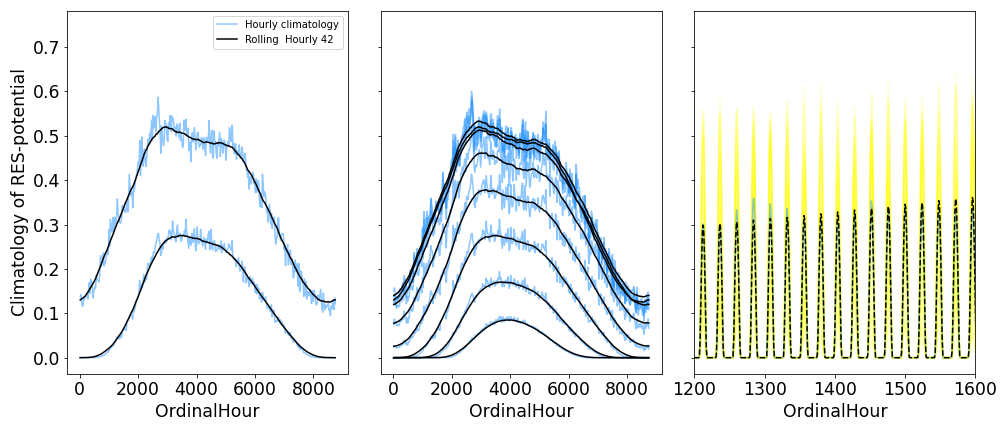 Climatology of RES-potential
0.7
0.6
0.5
0.4
0.3
0.2
0.1
0.0
Hourly climatology
Rolling  Hourly 42
0 2000 4000 6000 8000
OrdinalHour
0 2000 4000 6000 8000
OrdinalHour
1200 1300 1400 1500 1600
OrdinalHour